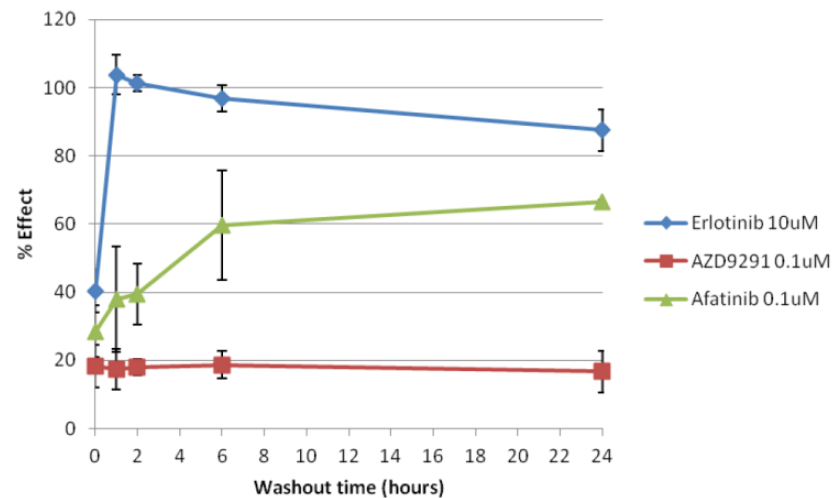 120
100
80
60
40
20
0
% Effect
0 2 4 6 8 10 12 14 16 18 20 22 24
Washout time (hours)
Erlotinib 10uM
AZD9291 0.1uM
Afatinib 0.1uM